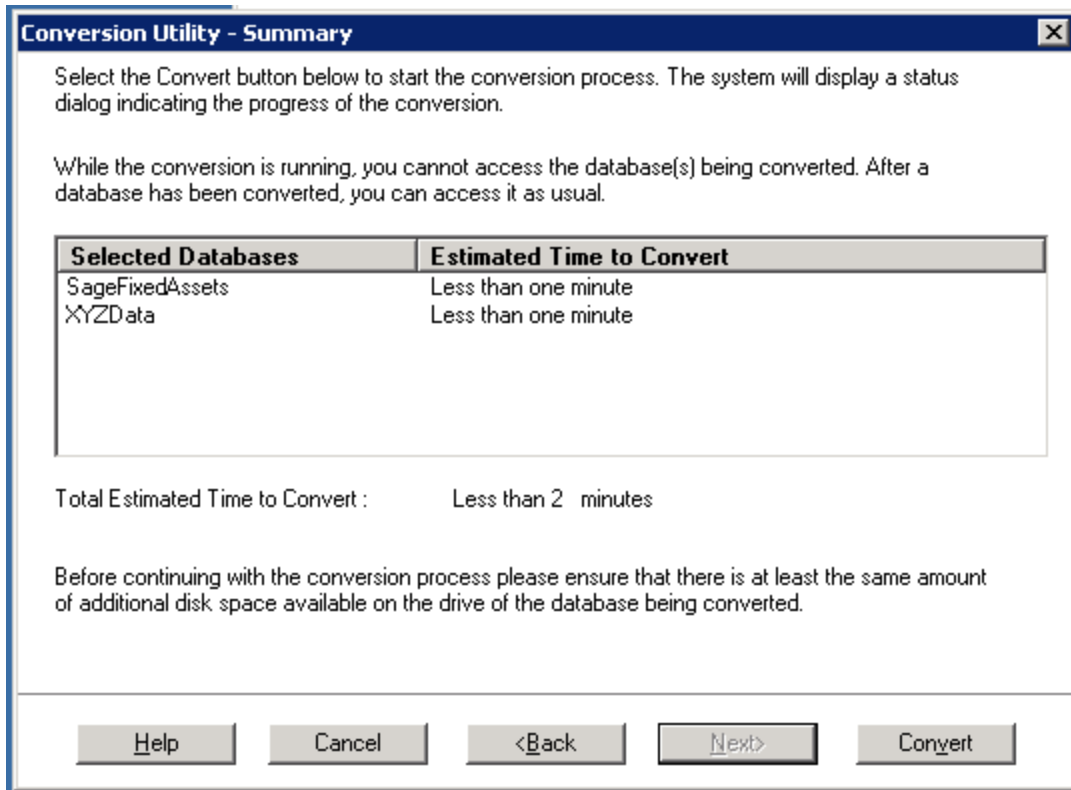 Conversion Utility - Summary
Select the Convert button below to start the conversion process. The system will display a status
dialog indicating the progress of the conversion.
While the conversion is running, you cannot access the database(s) being converted. After a
database has been converted, you can access it as usual.
Selected Databases Estimated Time to Convert
SageFixedAssets Less than one minute
XYZData Less than one minute
Total Estimated Time to Convert : Less than 2 minutes
Before continuing with the conversion process please ensure that there is at least the same amount
of additional disk space available on the drive of the database being converted.
Help Cancel <Back Next> Convert